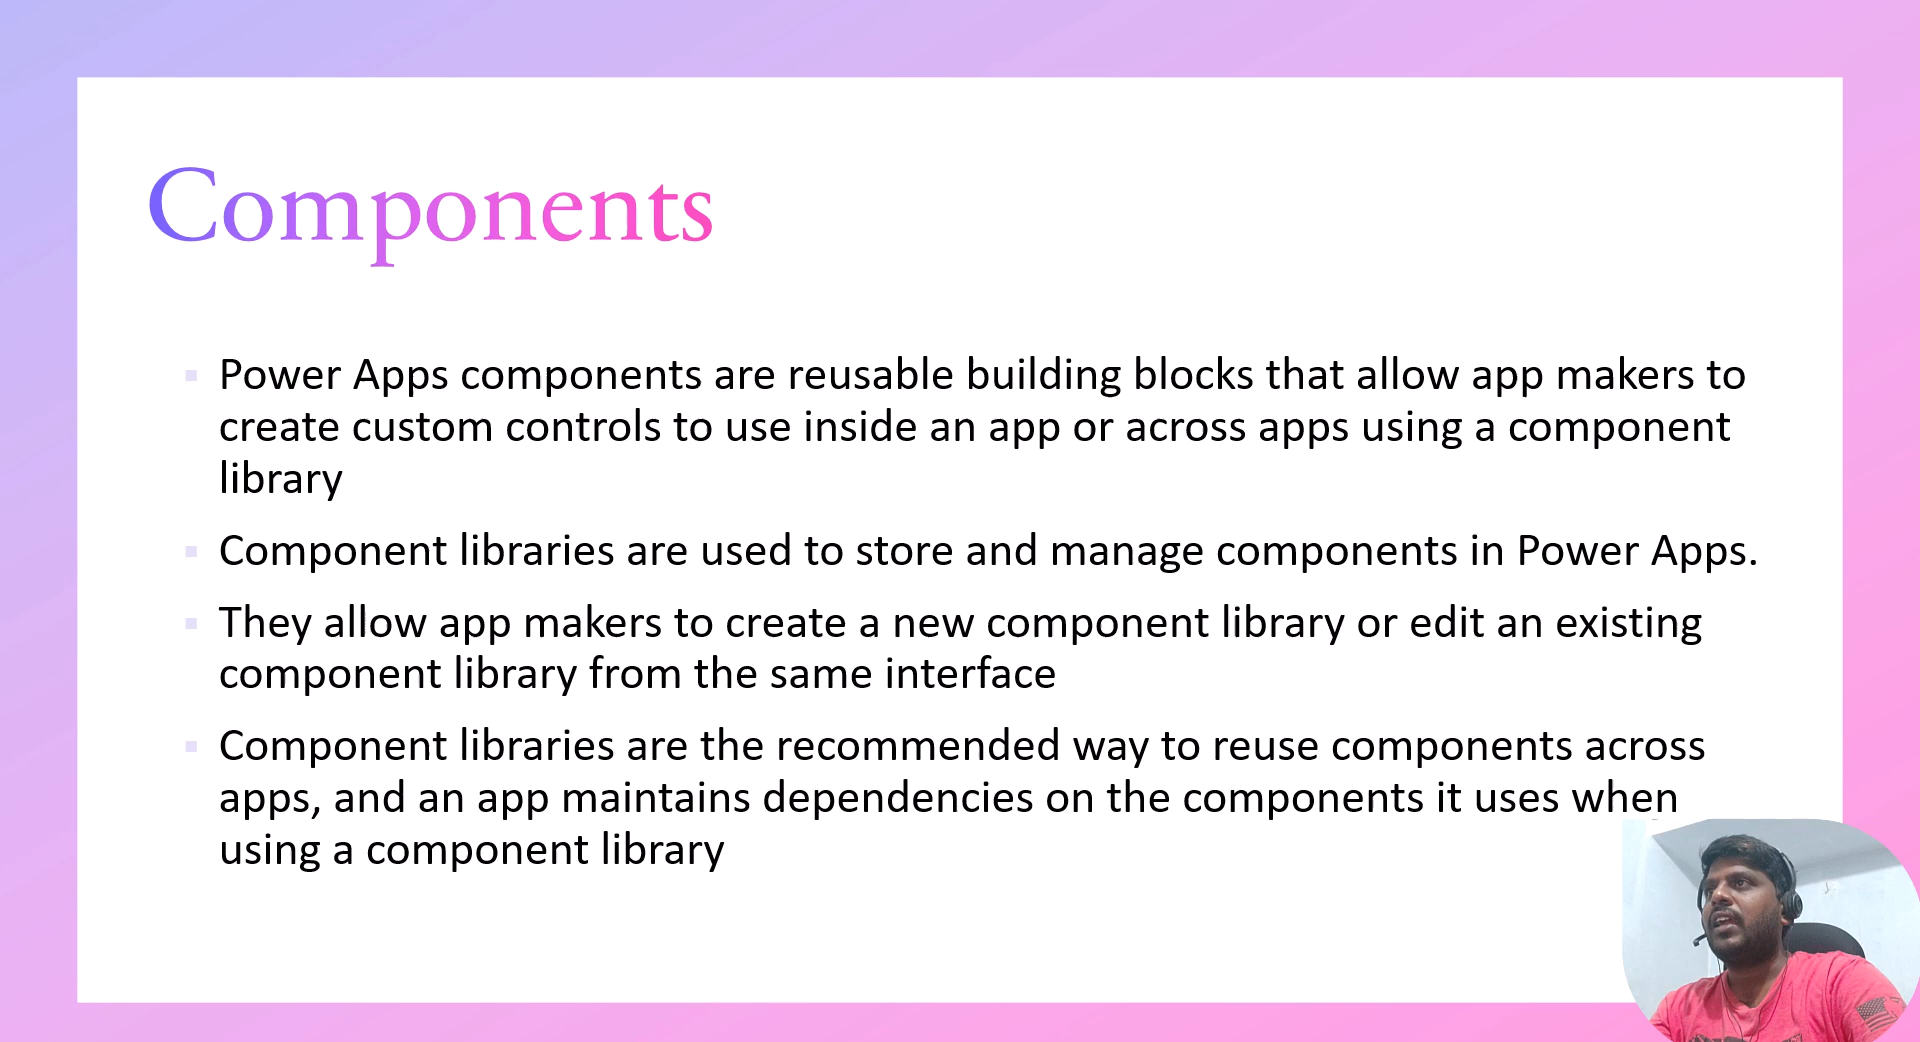 Components
Power Apps components are reusable building blocks that allow app makers to
create custom controls to use inside an app or across apps using a component
library
Component libraries are used to store and manage components in Power Apps.
They allow app makers to create a new component library or edit an existing
component library from the same interface
Component libraries are the recommended way to reuse components across
apps, and an app maintains dependencies on the components it uses when
using a component library